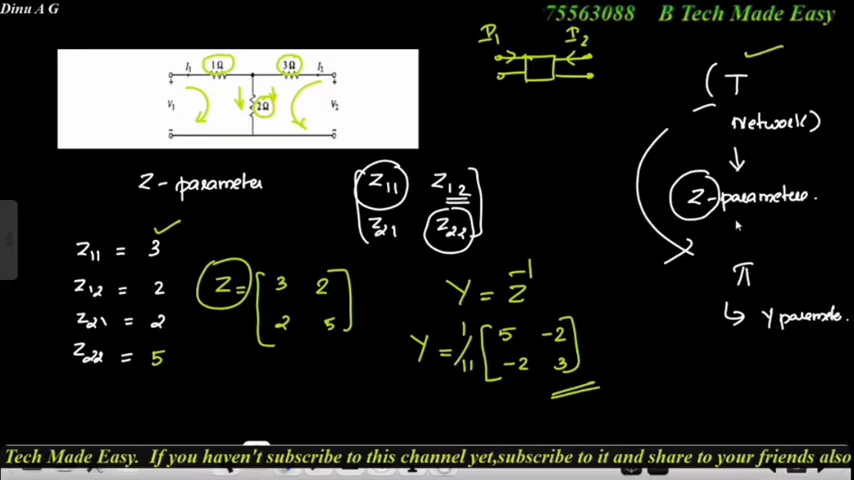 Dinu A G
75563088 B Tech Made Easy
I₁ I₂
I₁ 1Ω 3Ω I₂
+ +
V₁ 2Ω V₂
− −
( T
Network)
Z-parameter
Z₁₁ Z₁₂
Z₂₁ Z₂₂
Z-parameters.
Z₁₁ = 3
Z₁₂ = 2
Z₂₁ = 2
Z₂₂ = 5
Z = [ 3 2
2 5 ]
Y = Z⁻¹
Y = 1/11 [ 5 -2
-2 3 ]
π
↳ Y paramete.
Tech Made Easy. If you haven't subscribe to this channel yet,subscribe to it and share to your friends also